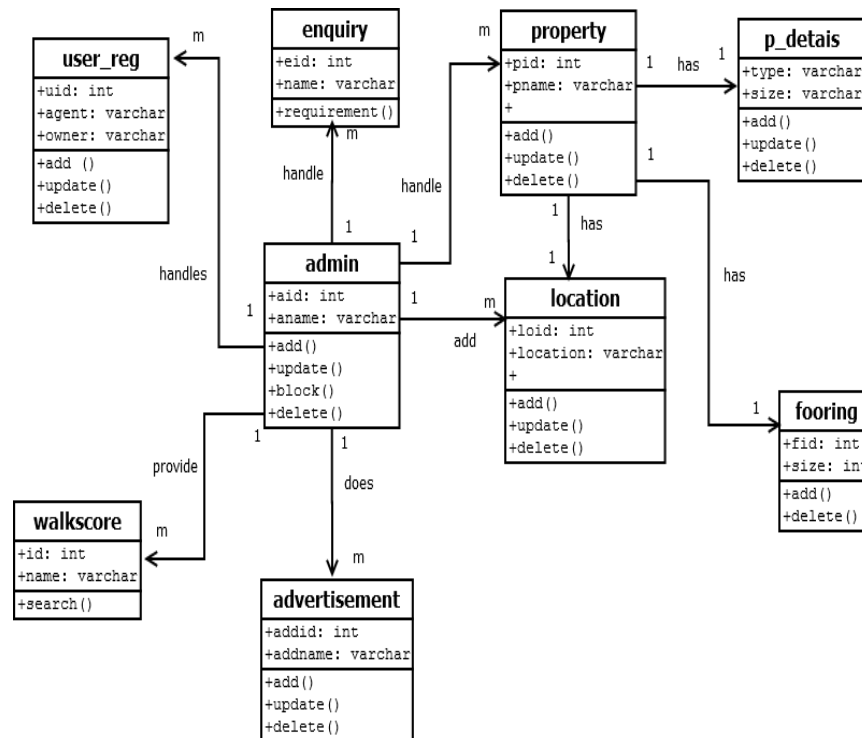 user_reg
+uid: int
+agent: varchar
+owner: varchar
+add ()
+update()
+delete()
m
enquiry
+eid: int
+name: varchar
+requirement()
m
handle
1
property
+pid: int
+pname: varchar
+
+add()
+update()
+delete()
m
handle
1
1
has
1
p_detais
+type: varchar
+size: varchar
+add()
+update()
+delete()
1
has
1
1
has
1
handles
1
admin
+aid: int
+aname: varchar
+add()
+update()
+block()
+delete()
1
add
m
location
+loid: int
+location: varchar
+
+add()
+update()
+delete()
fooring
+fid: int
+size: int
+add()
+delete()
1
provide
m
walkscore
+id: int
+name: varchar
+search()
1
does
m
advertisement
+addid: int
+addname: varchar
+add()
+update()
+delete()